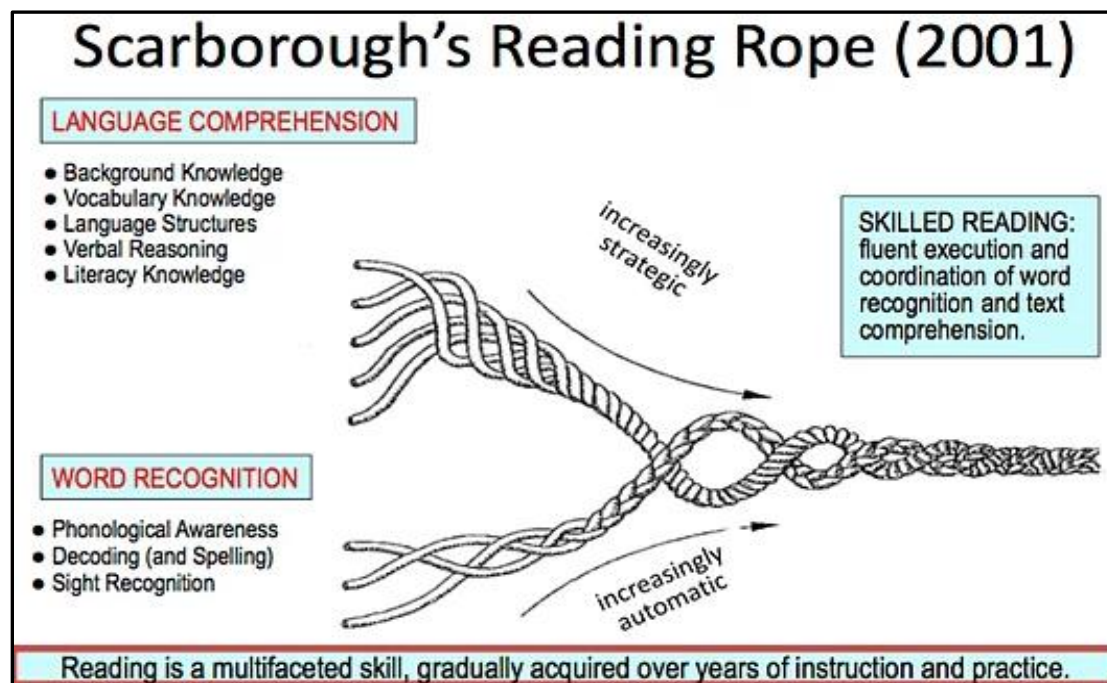 Scarborough's Reading Rope (2001)
LANGUAGE COMPREHENSION
● Background Knowledge
● Vocabulary Knowledge
● Language Structures
● Verbal Reasoning
● Literacy Knowledge
increasingly
strategic
SKILLED READING:
fluent execution and
coordination of word
recognition and text
comprehension.
WORD RECOGNITION
● Phonological Awareness
● Decoding (and Spelling)
● Sight Recognition
increasingly
automatic
Reading is a multifaceted skill, gradually acquired over years of instruction and practice.